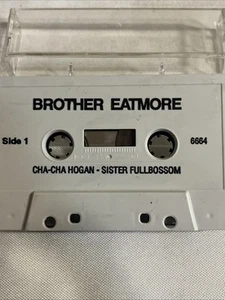 BROTHER EATMORE
Side 1 6664
CHA-CHA HOGAN - SISTER FULLBOSSOM